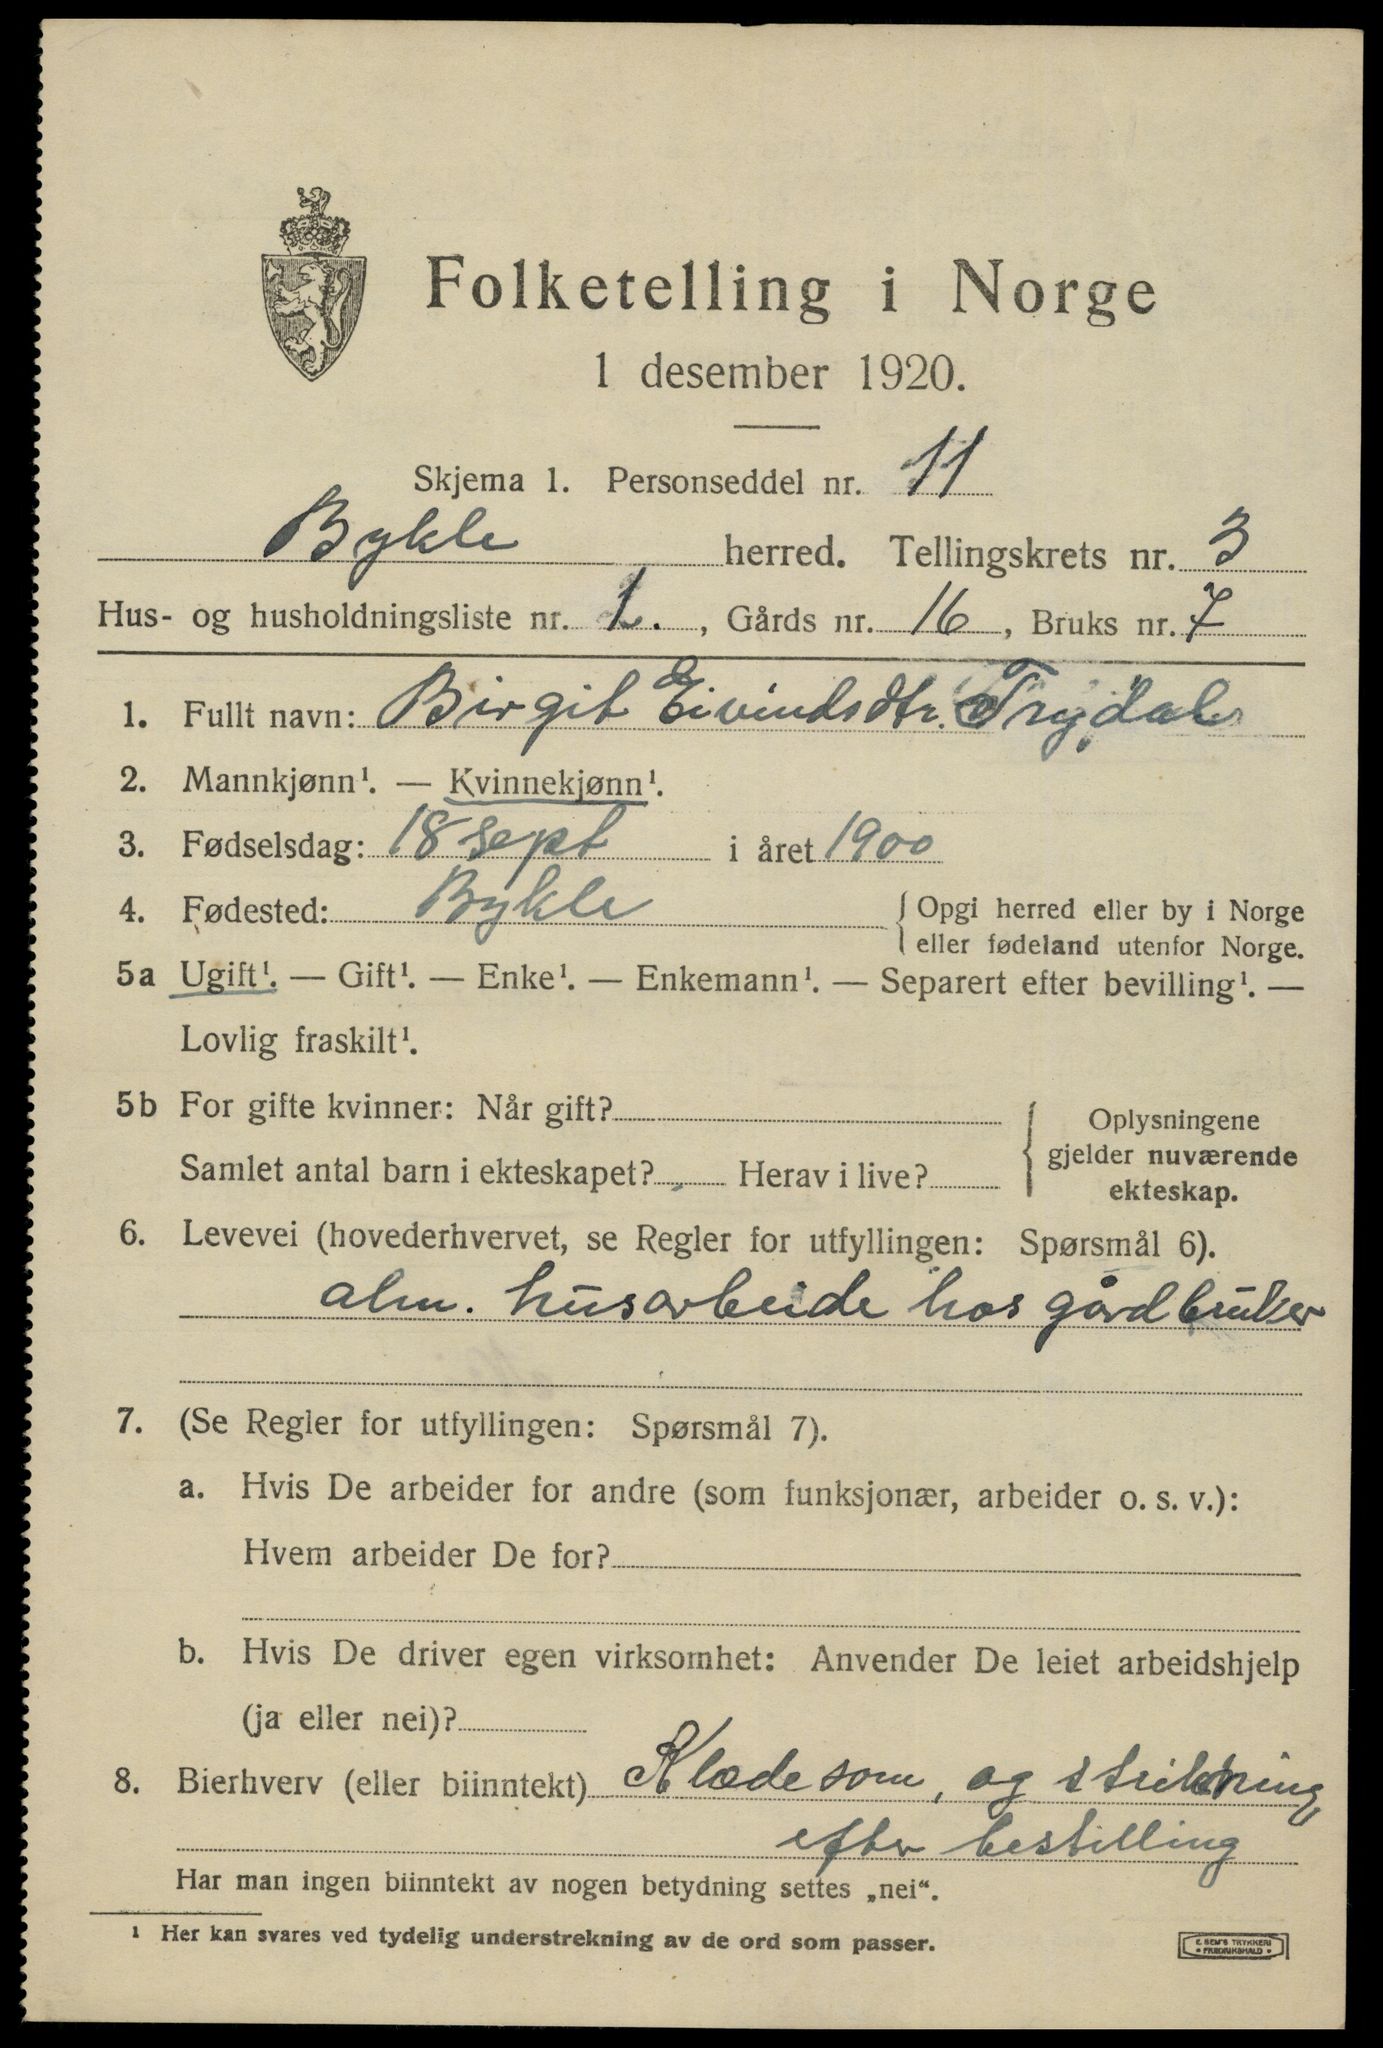 Folketelling i Norge
1 desember 1920.
Skjema 1. Personseddel nr. 11
Bykle herred. Tellingskrets nr. 3
Hus- og husholdningsliste nr. 1. , Gårds nr. 16 , Bruks nr. 7
1. Fullt navn: Birgit Eivindsdtr. Trydal
2. Mannkjønn¹. — Kvinnekjønn¹.
3. Fødselsdag: 18 sept i året 1900
4. Fødested: Bykle { Opgi herred eller by i Norge
eller fødeland utenfor Norge.
5a Ugift¹. — Gift¹. — Enke¹. — Enkemann¹. — Separert efter bevilling¹. —
Lovlig fraskilt¹.
5b For gifte kvinner: Når gift? { Oplysningene
Samlet antal barn i ekteskapet? Herav i live? gjelder nuværende
ekteskap.
6. Levevei (hovederhvervet, se Regler for utfyllingen: Spørsmål 6).
alm. husarbeide hos gårdbruker
7. (Se Regler for utfyllingen: Spørsmål 7).
a. Hvis De arbeider for andre (som funksjonær, arbeider o. s. v.):
Hvem arbeider De for?
b. Hvis De driver egen virksomhet: Anvender De leiet arbeidshjelp
(ja eller nei)?
8. Bierhverv (eller biinntekt) Klædesøm, og strikning
efter bestilling
Har man ingen biinntekt av nogen betydning settes „nei“.
¹ Her kan svares ved tydelig understrekning av de ord som passer.
E. SEM'S TRYKKERI
• FREDRIKSHALD •